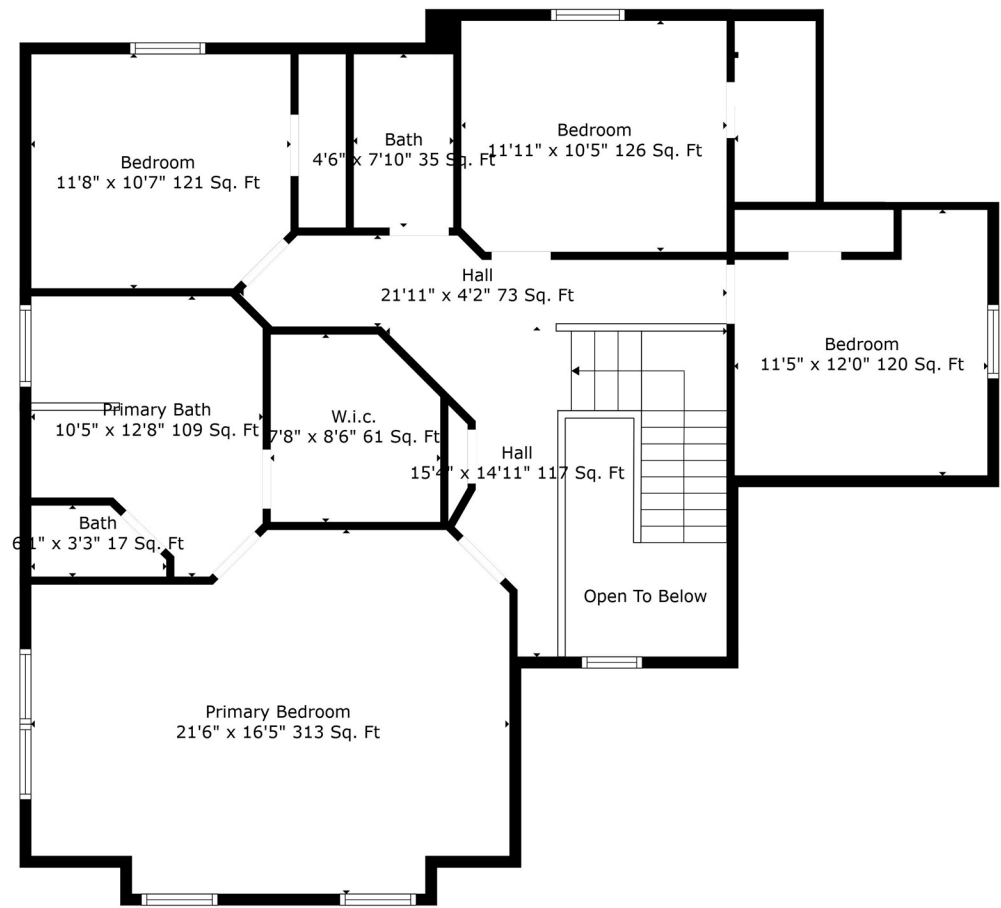 Bedroom
11'11" x 10'5" 126 Sq. Ft
Bath
4'6" x 7'10" 35 Sq. Ft
Bedroom
11'8" x 10'7" 121 Sq. Ft
Hall
21'11" x 4'2" 73 Sq. Ft
Bedroom
11'5" x 12'0" 120 Sq. Ft
Primary Bath
10'5" x 12'8" 109 Sq. Ft
W.i.c.
7'8" x 8'6" 61 Sq. Ft
Hall
15'4" x 14'11" 117 Sq. Ft
Bath
6'1" x 3'3" 17 Sq. Ft
Open To Below
Primary Bedroom
21'6" x 16'5" 313 Sq. Ft